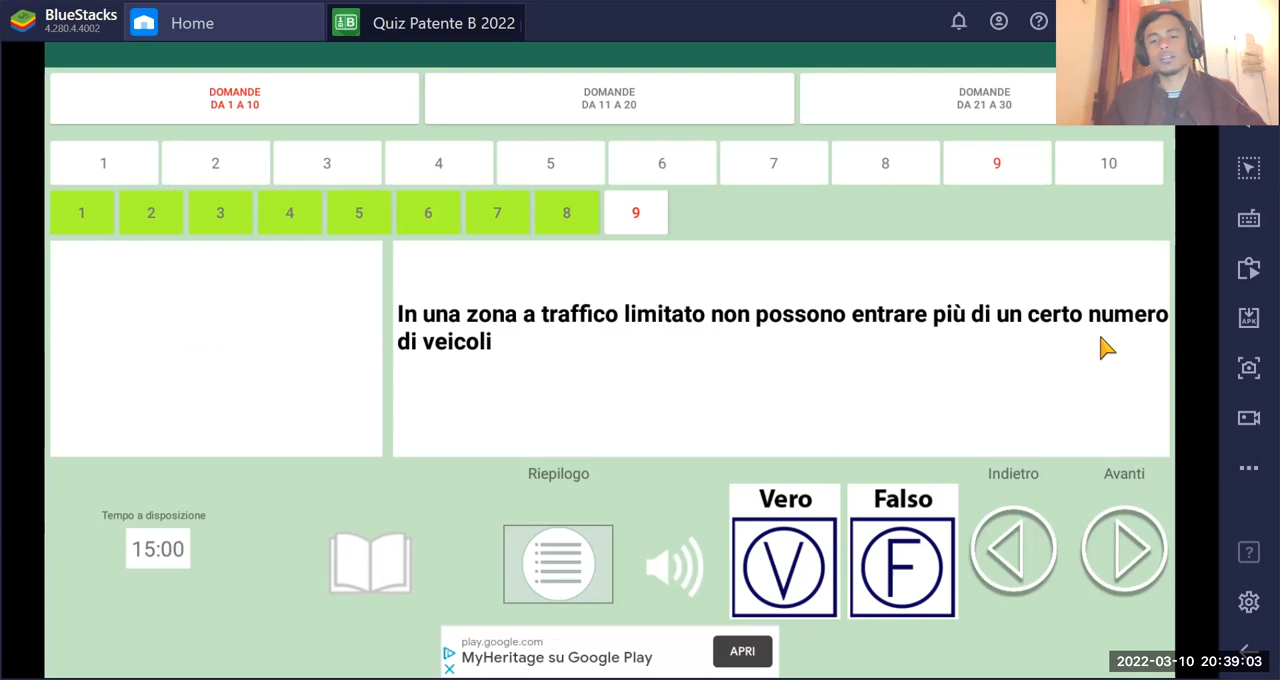 BlueStacks
4.280.4.4002
Home
Quiz Patente B 2022
DOMANDE
DA 1 A 10
DOMANDE
DA 11 A 20
DOMANDE
DA 21 A 30
1 2 3 4 5 6 7 8 9 10
1 2 3 4 5 6 7 8 9
In una zona a traffico limitato non possono entrare più di un certo numero
di veicoli
Riepilogo
Indietro
Avanti
Tempo a disposizione
15:00
Vero
V
Falso
F
play.google.com
MyHeritage su Google Play
APRI
2022-03-10 20:39:03